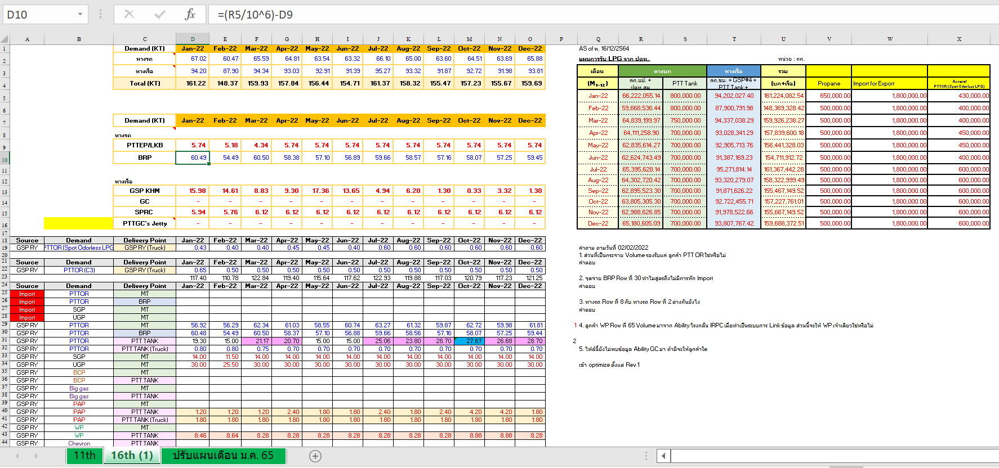 D10 fx =(R5/10^6)-D9
A B C D E F G H I J K L M N O P Q R S T U V W X
1 Demand (KT) Jan-22 Feb-22 Mar-22 Apr-22 May-22 Jun-22 Jul-22 Aug-22 Sep-22 Oct-22 Nov-22 Dec-22 AS of พ. 16/12/2564
2 ทางรถ 67.02 60.47 65.59 64.81 63.54 63.32 66.10 65.00 63.60 64.51 63.69 65.88 แผนการรับ LPG จาก ปตท. หน่วย : กก.
3 ทางเรือ 94.20 87.90 94.34 93.03 92.91 91.39 95.27 93.32 91.87 92.72 91.98 93.81 เดือน ทางบก ทางเรือ รวม
4 Total (KT) 161.22 148.37 159.93 157.84 156.44 154.71 161.37 158.32 155.47 157.23 155.67 159.69 (M1-12) คก.บป. + ปตท.สผ PTT Tank คก.ขบ. + GSP#4 + PTT Tank + (บก+เรือ) Propane Import for Export Aerosol PTTOR (Spot Odorless LPG)
5 Jan-22 66,222,055.14 800,000.00 94,202,027.40 161,224,082.54 650,000.00 1,800,000.00 430,000.00
6 Feb-22 59,668,536.44 800,000.00 87,900,791.98 148,369,328.42 500,000.00 1,800,000.00 400,000.00
7 Demand (KT) Jan-22 Feb-22 Mar-22 Apr-22 May-22 Jun-22 Jul-22 Aug-22 Sep-22 Oct-22 Nov-22 Dec-22 Mar-22 64,839,199.97 750,000.00 94,337,038.29 159,926,238.27 500,000.00 1,800,000.00 400,000.00
8 ทางรถ Apr-22 64,111,258.90 700,000.00 93,028,341.29 157,839,600.18 500,000.00 1,800,000.00 450,000.00
9 PTTEP/LKB 5.74 5.18 4.34 5.74 5.74 5.74 5.74 5.74 5.74 5.74 5.74 5.74 May-22 62,835,614.27 700,000.00 92,905,713.76 156,441,328.03 500,000.00 1,800,000.00 450,000.00
10 BRP 60.49 54.49 60.50 58.38 57.10 56.89 59.66 58.57 57.16 58.07 57.25 59.45 Jun-22 62,624,743.49 700,000.00 91,387,169.23 154,711,912.72 500,000.00 1,800,000.00 400,000.00
11 Jul-22 65,395,628.14 700,000.00 95,271,814.14 161,367,442.28 500,000.00 1,800,000.00 600,000.00
12 ทางเรือ Aug-22 64,302,720.42 700,000.00 93,320,279.07 158,322,999.49 500,000.00 1,800,000.00 600,000.00
13 GSP KHM 15.98 14.61 8.83 9.30 17.36 13.65 4.94 6.20 1.30 0.33 3.32 1.30 Sep-22 62,895,523.30 700,000.00 91,871,626.22 155,467,149.52 500,000.00 1,800,000.00 600,000.00
14 GC - - - - - - - - - - - - Oct-22 63,805,305.30 700,000.00 92,722,455.71 157,227,761.01 500,000.00 1,800,000.00 600,000.00
15 SPRC 5.94 5.76 6.12 6.12 6.12 6.12 6.12 6.12 6.12 6.12 6.12 6.12 Nov-22 62,988,626.85 700,000.00 91,978,522.66 155,667,149.52 500,000.00 1,800,000.00 600,000.00
16 PTTGC's Jetty - - - - - - - - - - - - Dec-22 65,180,605.09 700,000.00 93,807,767.42 159,688,372.51 500,000.00 1,800,000.00 600,000.00
17
18 Source Demand Delivery Point Jan-22 Feb-22 Mar-22 Apr-22 May-22 Jun-22 Jul-22 Aug-22 Sep-22 Oct-22 Nov-22 Dec-22
19 GSP RY PTTOR (Spot Odorless LPG GSP RY (Truck) 0.43 0.40 0.40 0.45 0.45 0.40 0.60 0.60 0.60 0.60 0.60 0.60 คำถาม ถามวันที่ 02/02/2022
20 1. ส่วนที่เป็นกระจาย Volume รองรับแค่ ลูกค้า PTT OR ใช่หรือไม่
21 Source Demand Delivery Point Jan-22 Feb-22 Mar-22 Apr-22 May-22 Jun-22 Jul-22 Aug-22 Sep-22 Oct-22 Nov-22 Dec-22 คำตอบ
22 GSP RY PTTOR (C3) GSP RY (Truck) 0.65 0.50 0.50 0.50 0.50 0.50 0.50 0.50 0.50 0.50 0.50 0.50
23 117.40 110.78 122.84 119.40 115.64 117.62 122.93 119.88 117.03 120.79 117.23 121.25 2. จุดจ่าย BRP Row ที่ 30 ทำไมสูตรถึงไม่มีการหัก Import
24 Source Demand Delivery Point Jan-22 Feb-22 Mar-22 Apr-22 May-22 Jun-22 Jul-22 Aug-22 Sep-22 Oct-22 Nov-22 Dec-22 คำตอบ
25 Import PTTOR MT
26 Import PTTOR BRP 3. ทางรถ Row ที่ 8 กับ ทางรถ Row ที่ 2 ต่างกันยังไง
27 Import SGP MT คำตอบ
28 Import UGP MT
29 GSP RY PTTOR MT 56.92 56.29 62.34 61.03 58.55 60.74 63.27 61.32 59.87 62.72 59.98 61.81 1 4. ลูกค้า WP Row ที่ 65 Volume มาจาก Ability โรงกลั่น IRPC เมื่อทำเป็นระบบการ Link ข้อมูล ส่วนนี้จะให้ WP เจ้าเดียวใช่หรือไม่
30 GSP RY PTTOR BRP 60.48 54.49 60.50 58.37 57.10 56.88 59.66 58.56 57.16 58.07 57.25 59.44
31 GSP RY PTTOR PTT TANK 19.30 15.00 21.17 20.70 15.00 15.00 25.06 23.80 28.70 27.67 26.68 28.70 2
32 GSP RY PTTOR PTT TANK (Truck) 0.80 0.80 0.75 0.70 0.70 0.70 0.70 0.70 0.70 0.70 0.70 0.70 5. ไฟล์นี้ยังไม่พบข้อมูล Ability GC มา ถ้ามีจะให้ลูกค้าใด
33 GSP RY SGP MT 14.00 11.50 14.00 14.00 14.00 14.00 14.00 14.00 14.00 14.00 14.00 14.00
34 GSP RY UGP MT 30.00 25.50 30.00 30.00 30.00 30.00 30.00 30.00 30.00 30.00 30.00 30.00 เข้า optimize ตั้งแต่ Rev 1
35 GSP RY BCP MT
36 GSP RY BCP PTT TANK
37 GSP RY Big gas MT
38 GSP RY Big gas PTT TANK
39 GSP RY PAP MT
40 GSP RY PAP PTT TANK 1.20 1.20 1.20 2.40 1.80 1.80 2.40 1.80 2.40 4.20 4.20 1.80
41 GSP RY PAP PTT TANK (Truck) 1.80 1.80 1.80 1.80 1.80 1.80 1.80 1.80 1.80 1.80 1.80 1.80
42 GSP RY WP MT
43 GSP RY WP PTT TANK 8.46 8.64 8.28 8.28 8.28 8.28 8.28 8.28 8.28 8.88 8.88 8.28
44 GSP RY Chevron PTT TANK
11th 16th (1) ปรับแผนเดือน ม.ค. 65